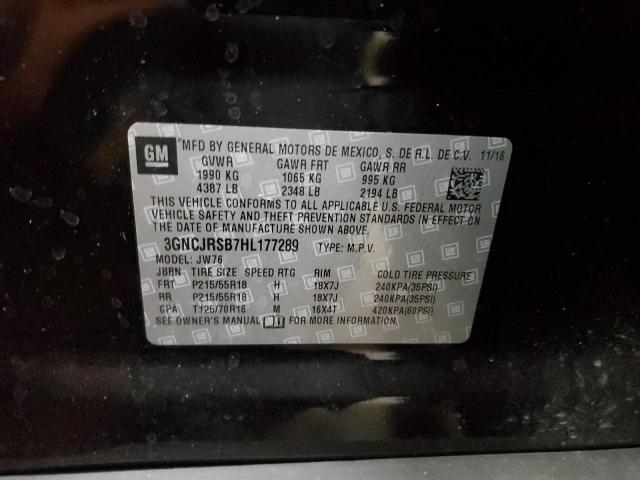 GM MFD BY GENERAL MOTORS DE MEXICO, S. DE R.L. DE C.V. 11/16
GVWR GAWR FRT GAWR RR
1990 KG 1065 KG 995 KG
4387 LB 2348 LB 2194 LB
THIS VEHICLE CONFORMS TO ALL APPLICABLE U.S. FEDERAL MOTOR
VEHICLE SAFETY AND THEFT PREVENTION STANDARDS IN EFFECT ON
THE DATE OF MANUFACTURE SHOWN ABOVE.
3GNCJRSB7HL177289 TYPE: M.P.V.
MODEL: JW76
JBBN TIRE SIZE SPEED RTG RIM COLD TIRE PRESSURE
FRT P215/55R18 H 18X7J 240KPA(35PSI)
RR P215/55R18 H 18X7J 240KPA(35PSI)
SPA T125/70R16 M 16X4T 420KPA(60PSI)
SEE OWNER'S MANUAL FOR MORE INFORMATION.